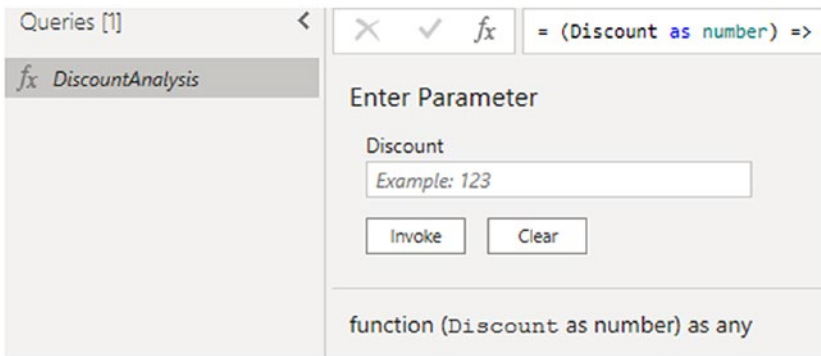 Queries [1]
fx DiscountAnalysis
fx = (Discount as number) =>
Enter Parameter
Discount
Example: 123
Invoke Clear
function (Discount as number) as any